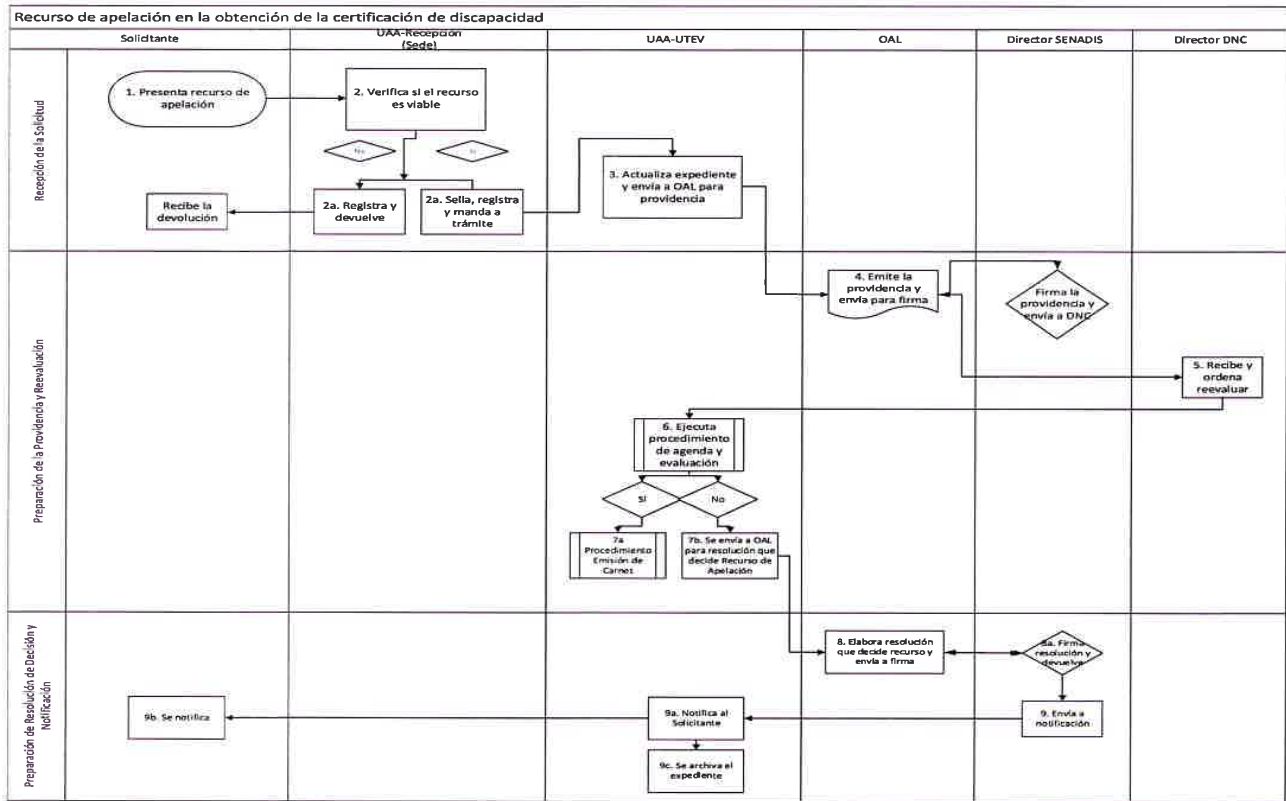 Recurso de apelación en la obtención de la certificación de discapacidad
Solicitante
UAA-Recepción
(Sede)
UAA-UTEV
OAL
Director SENADIS
Director DNC
Recepción de la Solicitud
1. Presenta recurso de
apelación
2. Verifica si el recurso
es viable
No
Si
Recibe la
devolución
2a. Registra y
devuelve
2a. Sella, registra
y manda a
trámite
3. Actualiza expediente
y envía a OAL para
providencia
Preparación de la Providencia y Reevaluación
4. Emite la
providencia y
envía para firma
Firma la
providencia y
envía a DNC
5. Recibe y
ordena
reevaluar
6. Ejecuta
procedimiento
de agenda y
evaluación
Sí
No
7a
Procedimiento
Emisión de
Carnet
7b. Se envía a OAL
para resolución que
decide Recurso de
Apelación
Preparación de Resolución de Decisión y
Notificación
8. Elabora resolución
que decide recurso y
envía a firma
8a. Firma
resolución y
devuelve
9b. Se notifica
9a. Notifica al
Solicitante
9. Envía a
notificación
9c. Se archiva el
expediente